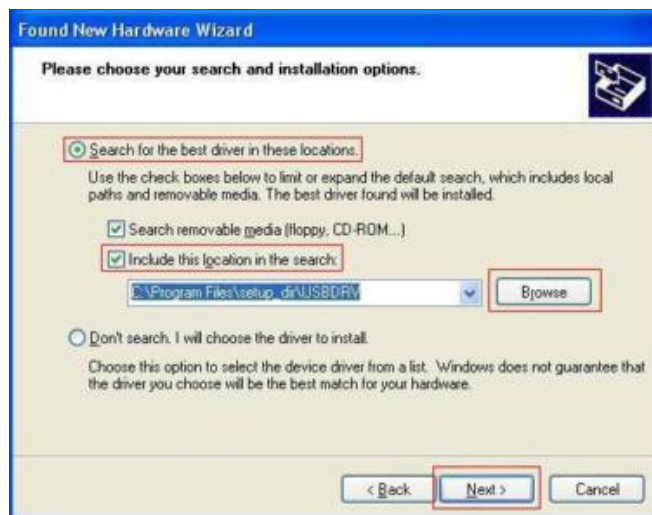 Found New Hardware Wizard
Please choose your search and installation options.
Search for the best driver in these locations.
Use the check boxes below to limit or expand the default search, which includes local
paths and removable media. The best driver found will be installed.
Search removable media (floppy, CD-ROM...)
Include this location in the search:
C:\Program Files\setup_dir\USBDRV
Browse
Don't search. I will choose the driver to install.
Choose this option to select the device driver from a list. Windows does not guarantee that
the driver you choose will be the best match for your hardware.
< Back
Next >
Cancel